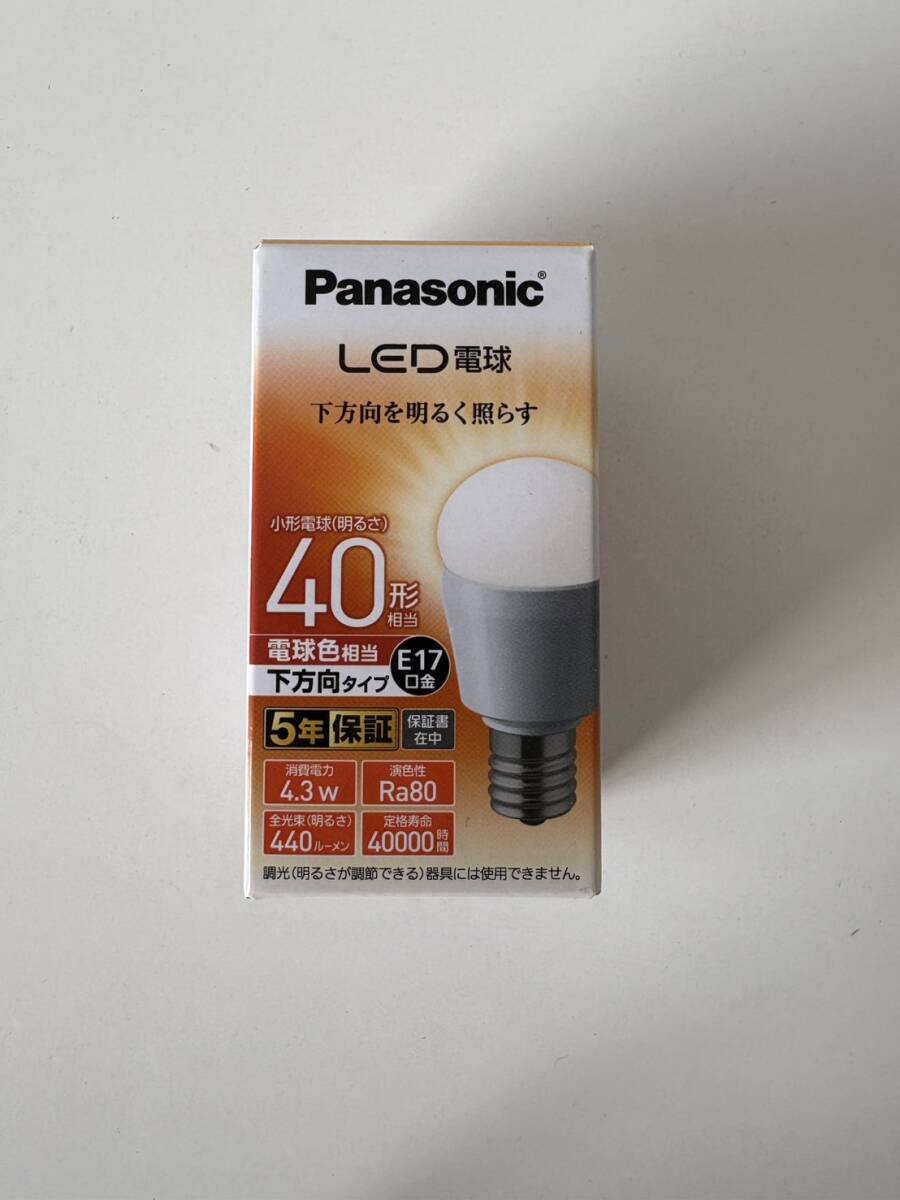 Panasonic®
LED電球
下方向を明るく照らす
小形電球(明るさ)
40形
相当
電球色相当
下方向タイプ
E17
口金
5年保証
保証書
在中
消費電力
4.3W
演色性
Ra80
全光束(明るさ)
440ルーメン
定格寿命
40000時間
調光(明るさが調節できる)器具には使用できません。